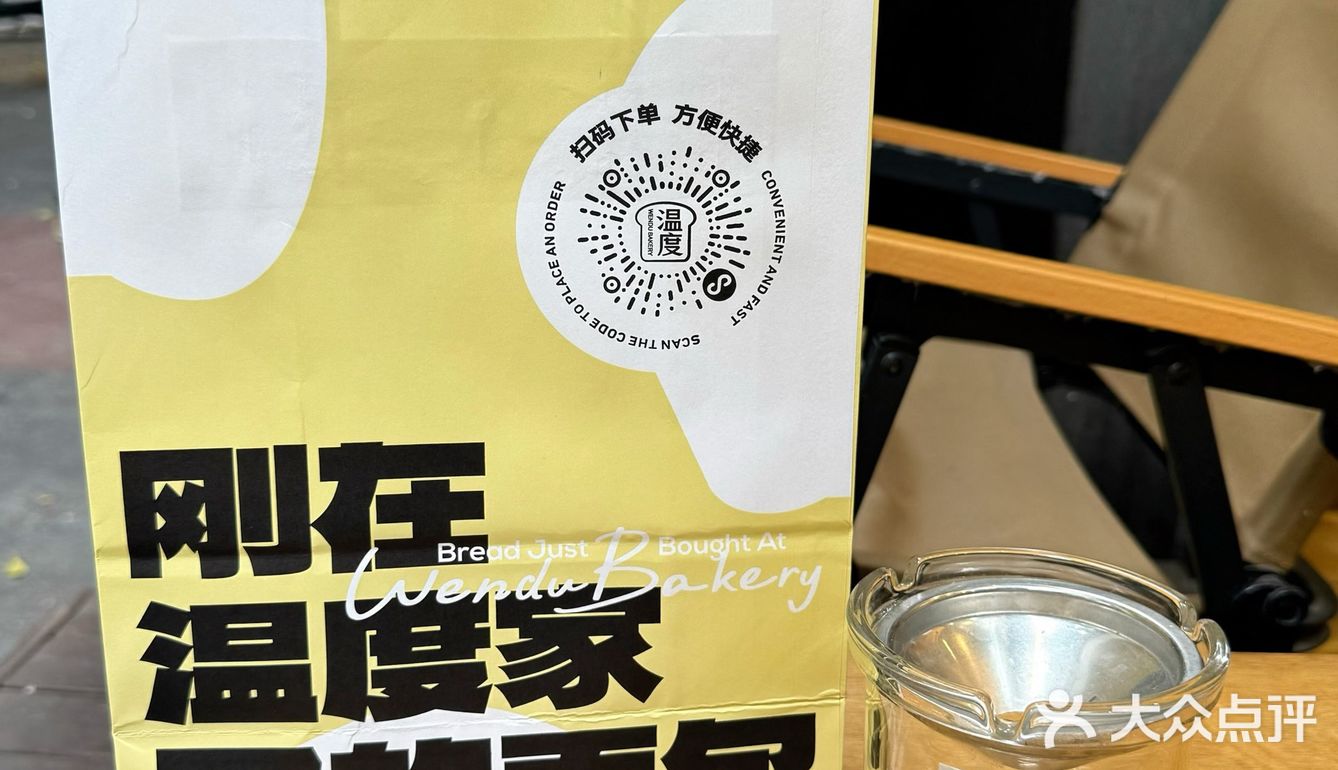 扫码下单 方便快捷
SCAN THE CODE TO PLACE AN ORDER
CONVENIENT AND FAST
温度
WENDU BAKERY
刚在
Bread Just Bought At
Wendu Bakery
温度家
大众点评